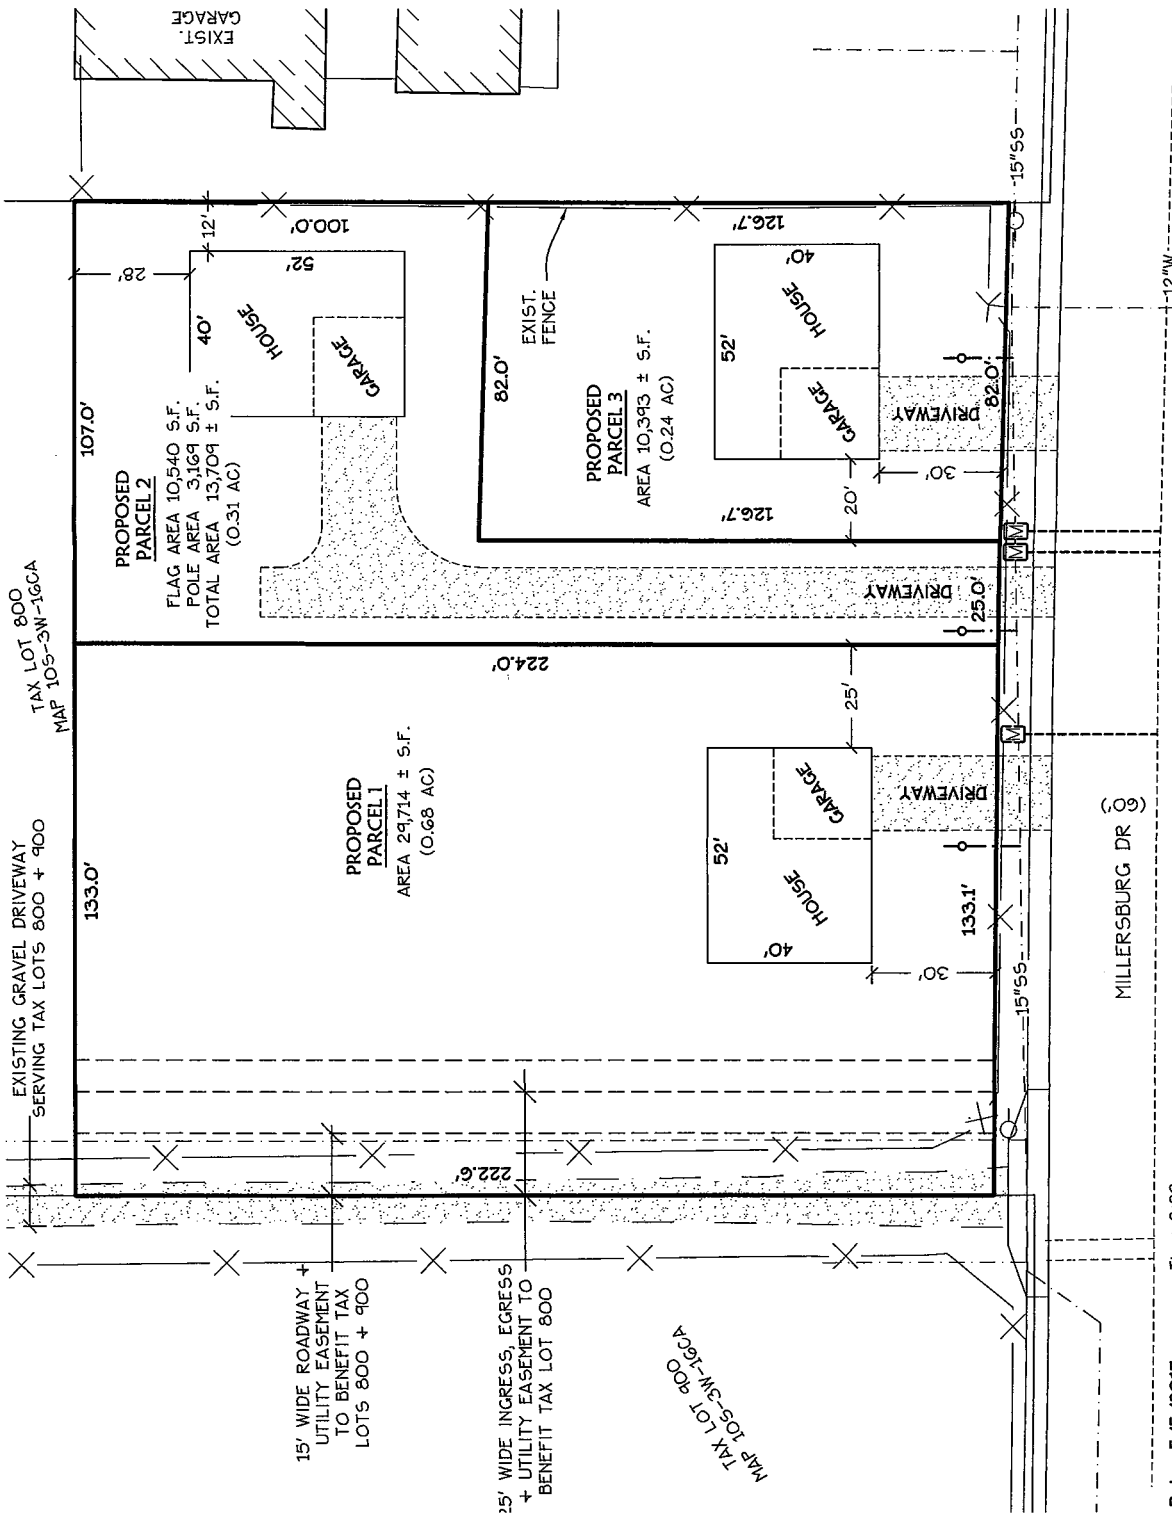 EXIST.
GARAGE
TAX LOT 800
MAP 10S-3W-16CA
EXISTING GRAVEL DRIVEWAY
SERVING TAX LOTS 800 + 900
107.0'
133.0'
28'
12'
100.0'
52'
40'
HOUSE
GARAGE
PROPOSED
PARCEL 2
FLAG AREA 10,540 S.F.
POLE AREA 3,169 S.F.
TOTAL AREA 13,709 ± S.F.
(0.31 AC)
82.0'
EXIST.
FENCE
126.7'
PROPOSED
PARCEL 3
AREA 10,393 ± S.F.
(0.24 AC)
52'
40'
HOUSE
GARAGE
126.7'
20'
30'
DRIVEWAY
82.0'
DRIVEWAY
25.0'
15"SS
12"W
M
M
M
224.0'
PROPOSED
PARCEL 1
AREA 29,714 ± S.F.
(0.68 AC)
25'
52'
40'
HOUSE
GARAGE
DRIVEWAY
30'
133.1'
15"SS
222.6'
MILLERSBURG DR (60')
15' WIDE ROADWAY +
UTILITY EASEMENT
TO BENEFIT TAX
LOTS 800 + 900
25' WIDE INGRESS, EGRESS
+ UTILITY EASEMENT TO
BENEFIT TAX LOT 800
TAX LOT 900
MAP 10S-3W-16CA